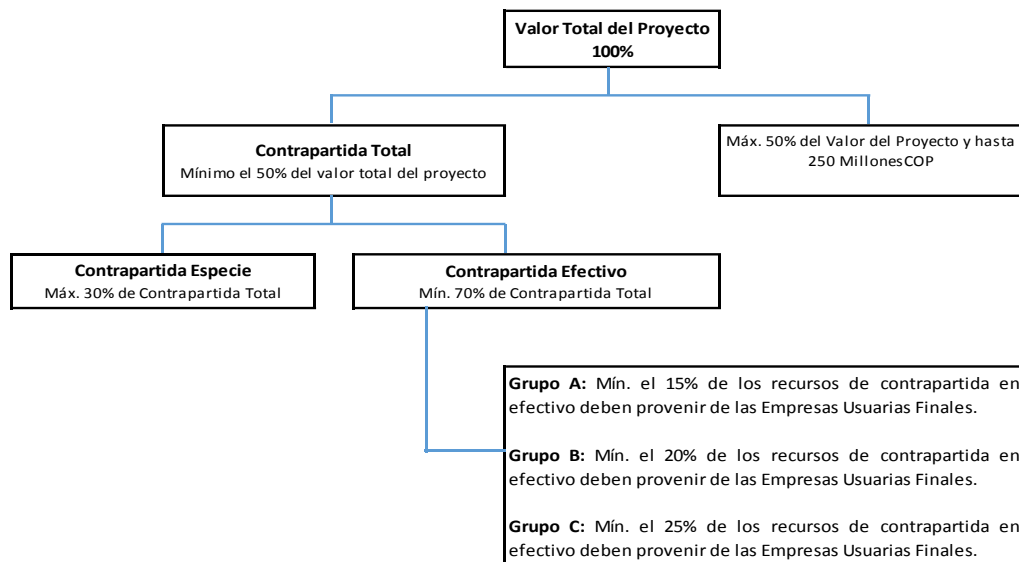 Valor Total del Proyecto
100%
Contrapartida Total
Mínimo el 50% del valor total del proyecto
Máx. 50% del Valor del Proyecto y hasta
250 MillonesCOP
Contrapartida Especie
Máx. 30% de Contrapartida Total
Contrapartida Efectivo
Mín. 70% de Contrapartida Total
Grupo A: Mín. el 15% de los recursos de contrapartida en
efectivo deben provenir de las Empresas Usuarias Finales.
Grupo B: Mín. el 20% de los recursos de contrapartida en
efectivo deben provenir de las Empresas Usuarias Finales.
Grupo C: Mín. el 25% de los recursos de contrapartida en
efectivo deben provenir de las Empresas Usuarias Finales.